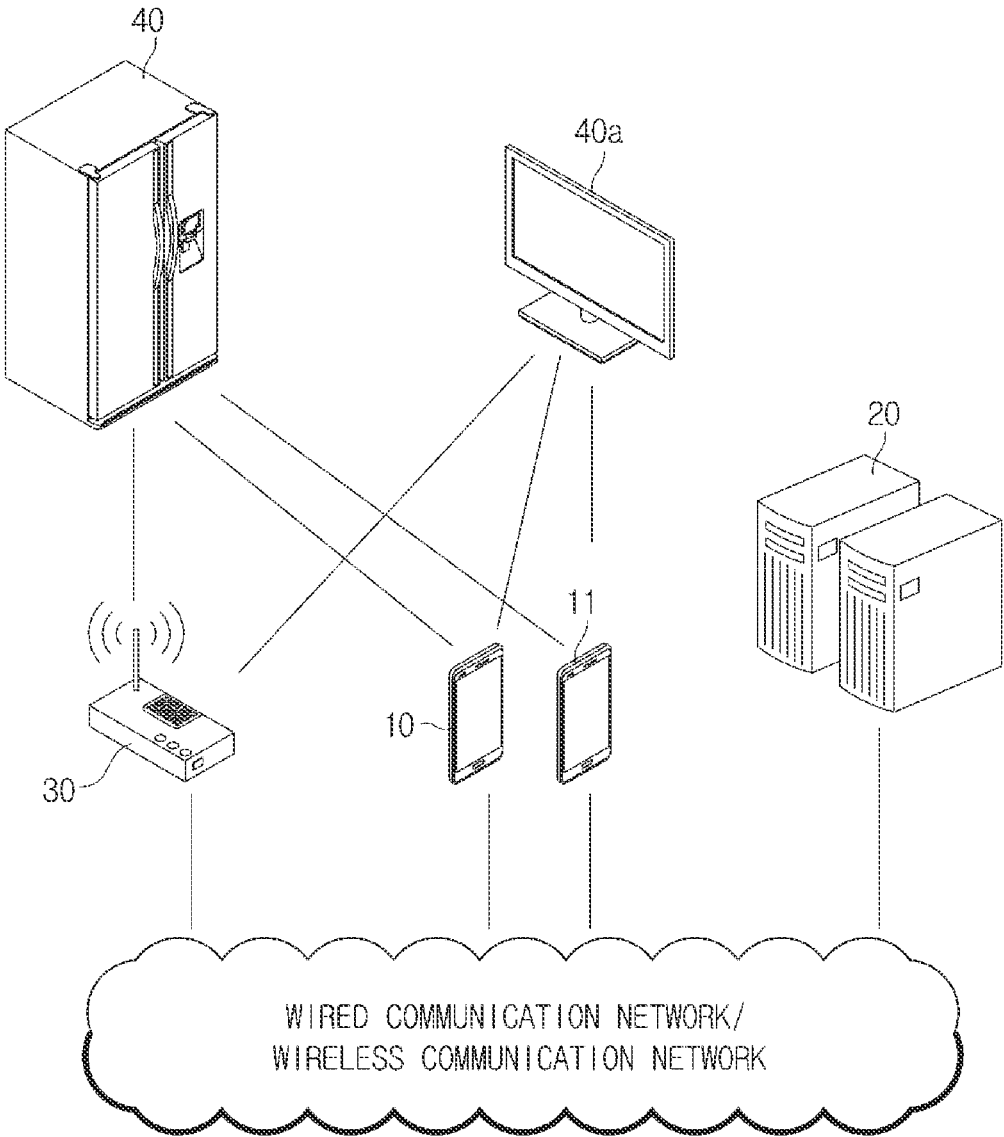 40
40a
20
11
10
30
WIRED COMMUNICATION NETWORK/
WIRELESS COMMUNICATION NETWORK